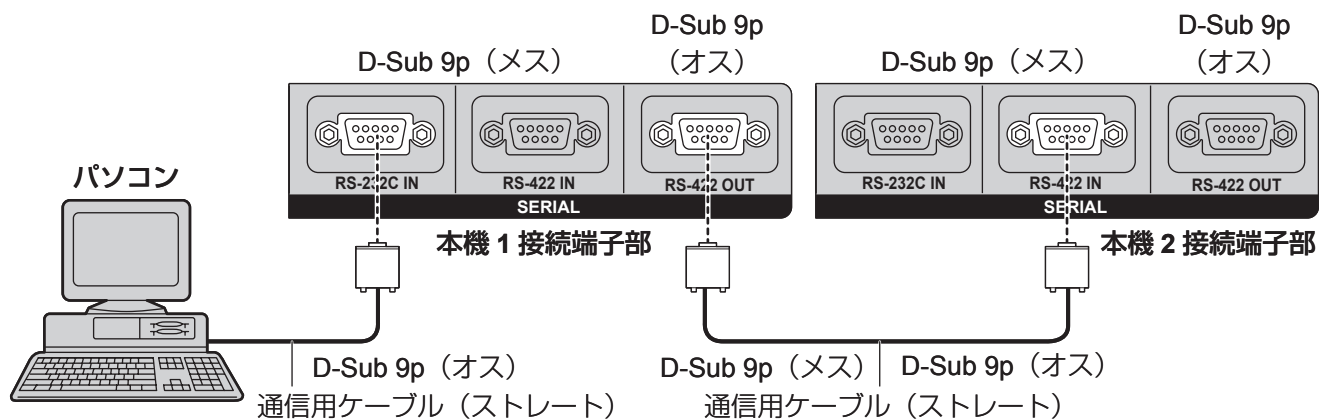 D-Sub 9p（メス）
D-Sub 9p
（オス）
D-Sub 9p（メス）
D-Sub 9p
（オス）
RS-232C IN
RS-422 IN
RS-422 OUT
SERIAL
RS-232C IN
RS-422 IN
RS-422 OUT
SERIAL
パソコン
本機 1 接続端子部
本機 2 接続端子部
D-Sub 9p（オス）
通信用ケーブル（ストレート）
D-Sub 9p（メス）
D-Sub 9p（オス）
通信用ケーブル（ストレート）